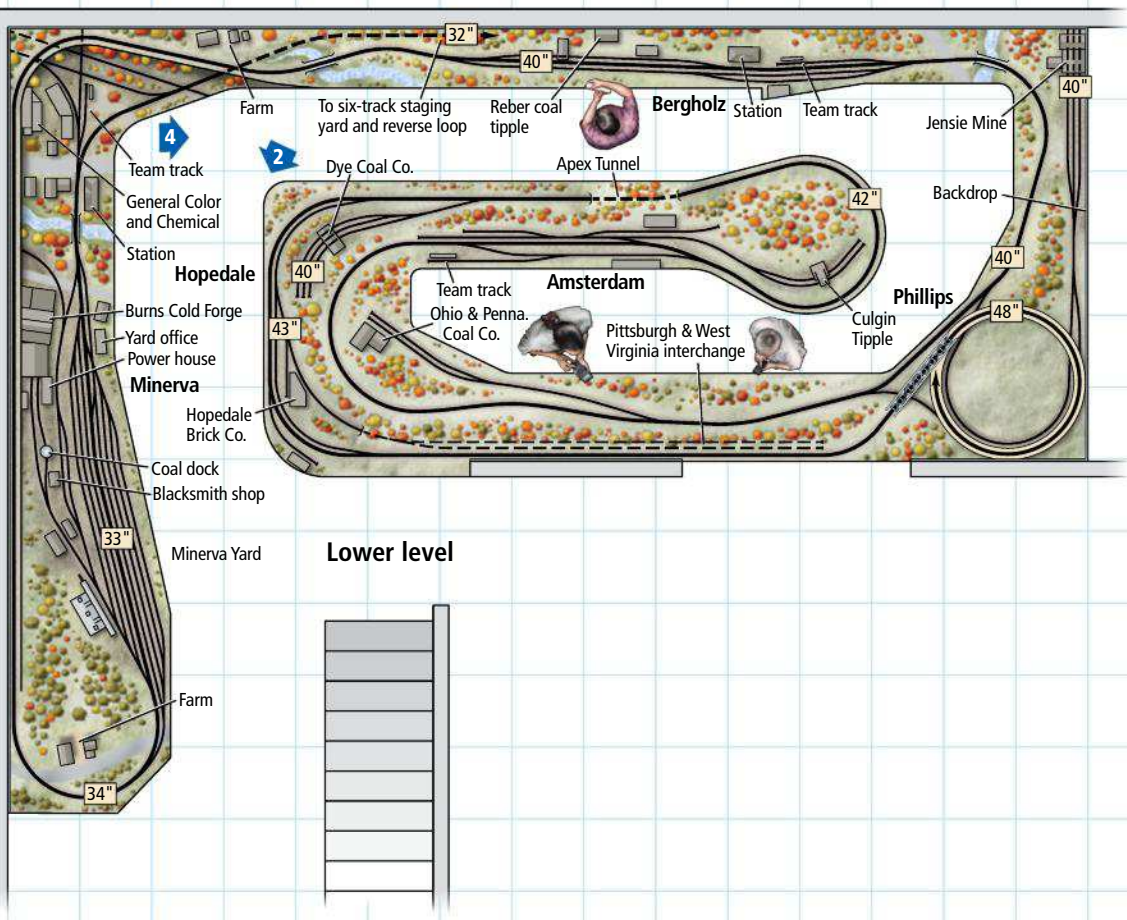 32"
40"
40"
Farm
To six-track staging
yard and reverse loop
Reber coal
tipple
Bergholz
Station
Team track
Jensie Mine
4
2
Team track
Dye Coal Co.
Apex Tunnel
42"
Backdrop
General Color
and Chemical
Station
Hopedale
40"
Team track
Amsterdam
Phillips
40"
Burns Cold Forge
43"
Ohio & Penna.
Coal Co.
Pittsburgh & West
Virginia interchange
Culgin
Tipple
48"
Yard office
Power house
Minerva
Hopedale
Brick Co.
Coal dock
Blacksmith shop
33"
Minerva Yard
Lower level
Farm
34"